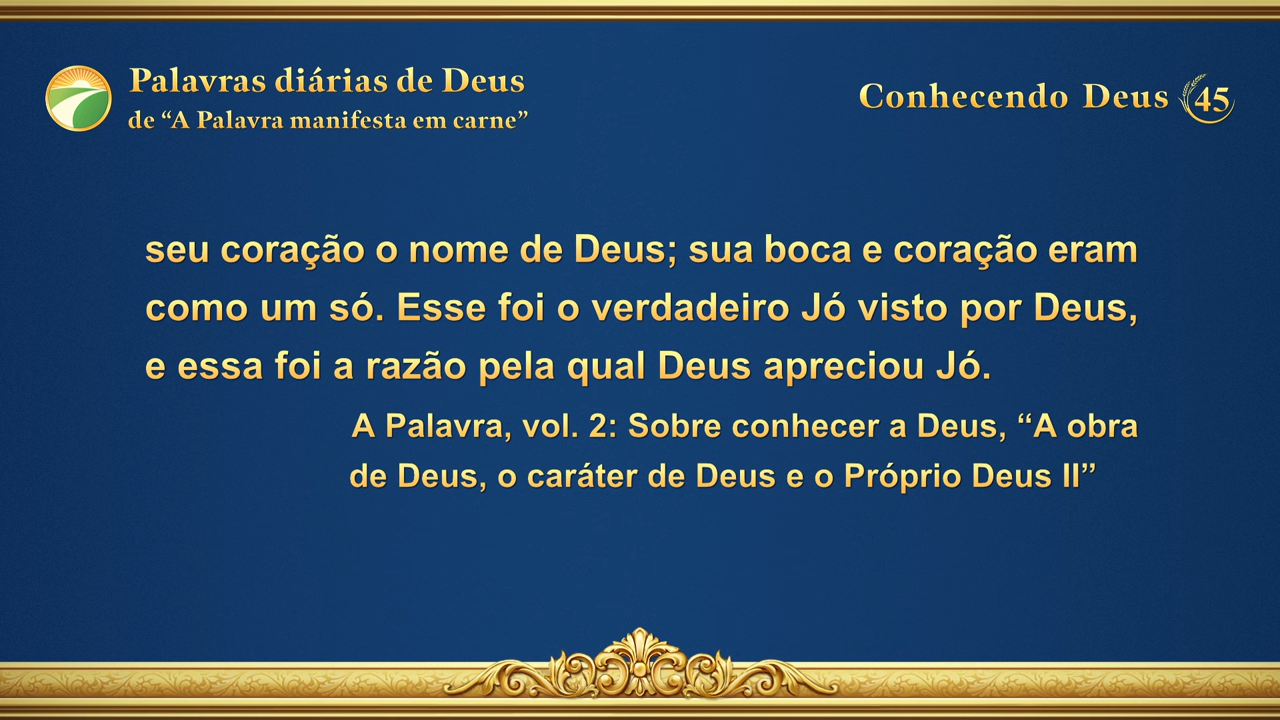 Palavras diárias de Deus
de “A Palavra manifesta em carne”
Conhecendo Deus 45
seu coração o nome de Deus; sua boca e coração eram
como um só. Esse foi o verdadeiro Jó visto por Deus,
e essa foi a razão pela qual Deus apreciou Jó.
A Palavra, vol. 2: Sobre conhecer a Deus, “A obra
de Deus, o caráter de Deus e o Próprio Deus II”